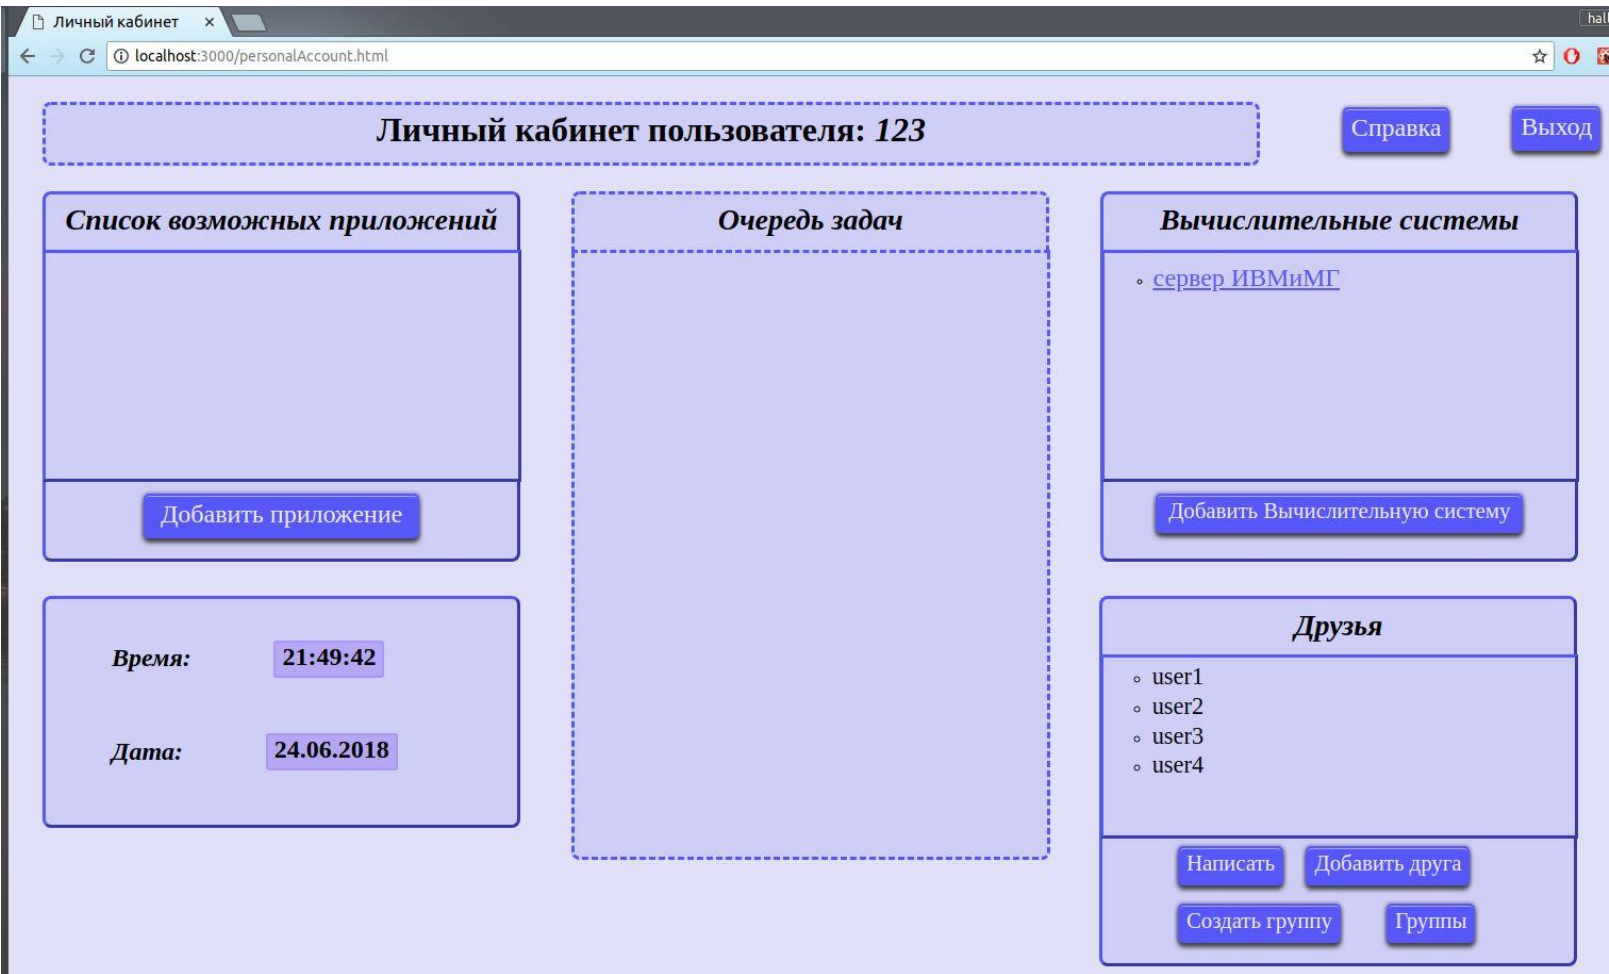 Личный кабинет
hall
localhost:3000/personalAccount.html
Личный кабинет пользователя: 123
Справка
Выход
Список возможных приложений
Очередь задач
Вычислительные системы
сервер ИВМиМГ
Добавить приложение
Добавить Вычислительную систему
Время:
21:49:42
Дата:
24.06.2018
Друзья
user1
user2
user3
user4
Написать
Добавить друга
Создать группу
Группы